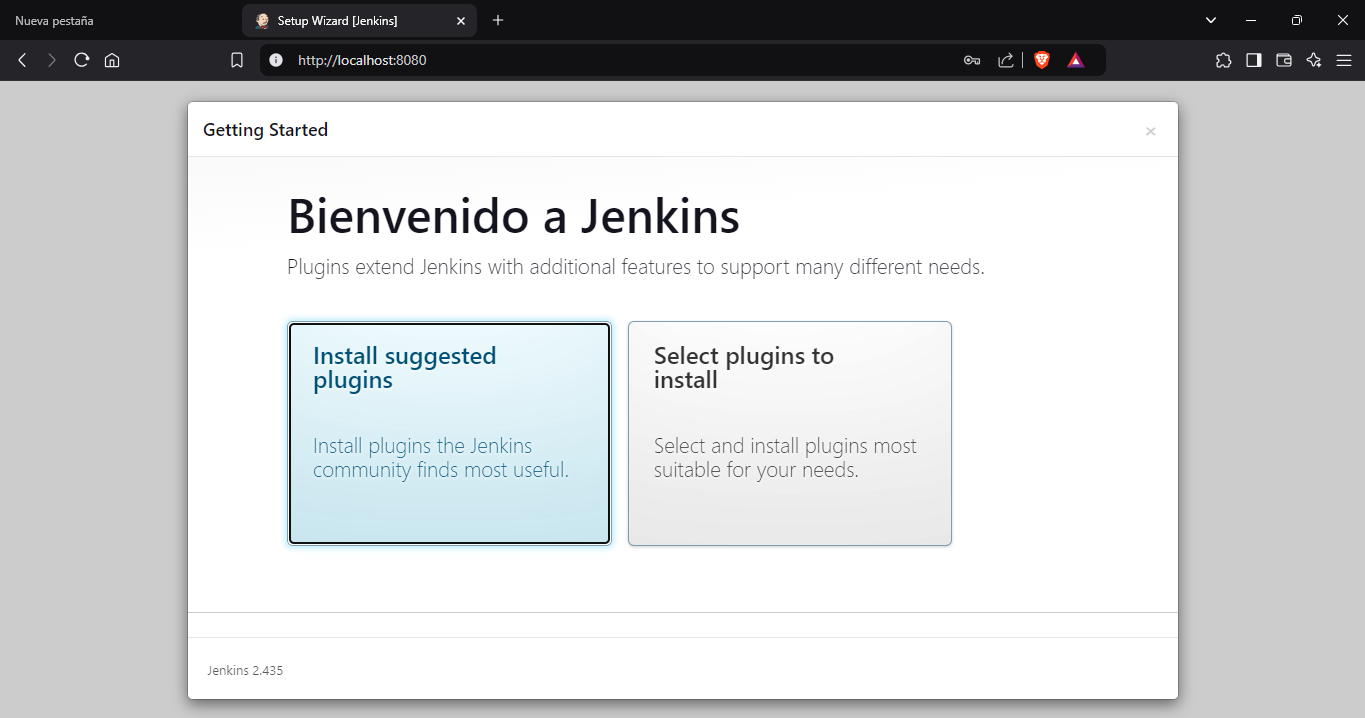 Nueva pestaña
Setup Wizard [Jenkins]
http://localhost:8080
Getting Started
Bienvenido a Jenkins
Plugins extend Jenkins with additional features to support many different needs.
Install suggested
plugins
Install plugins the Jenkins
community finds most useful.
Select plugins to
install
Select and install plugins most
suitable for your needs.
Jenkins 2.435